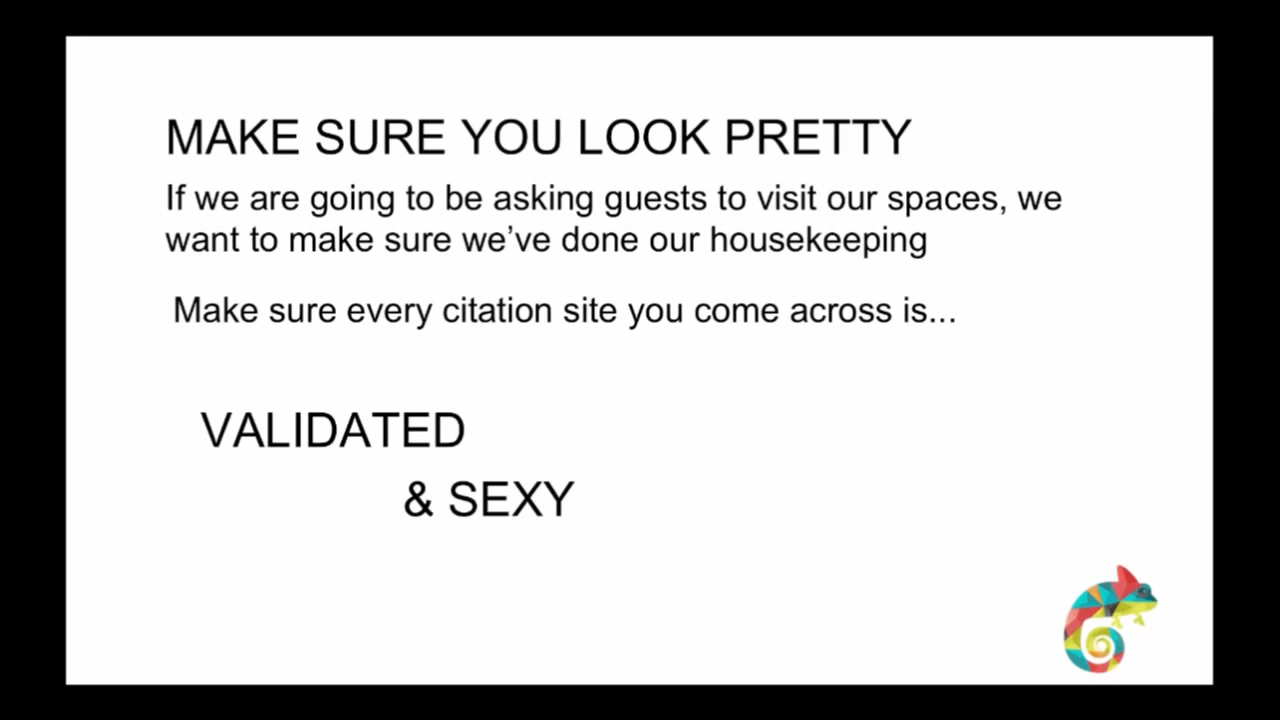 MAKE SURE YOU LOOK PRETTY
If we are going to be asking guests to visit our spaces, we
want to make sure we’ve done our housekeeping
Make sure every citation site you come across is...
VALIDATED
& SEXY